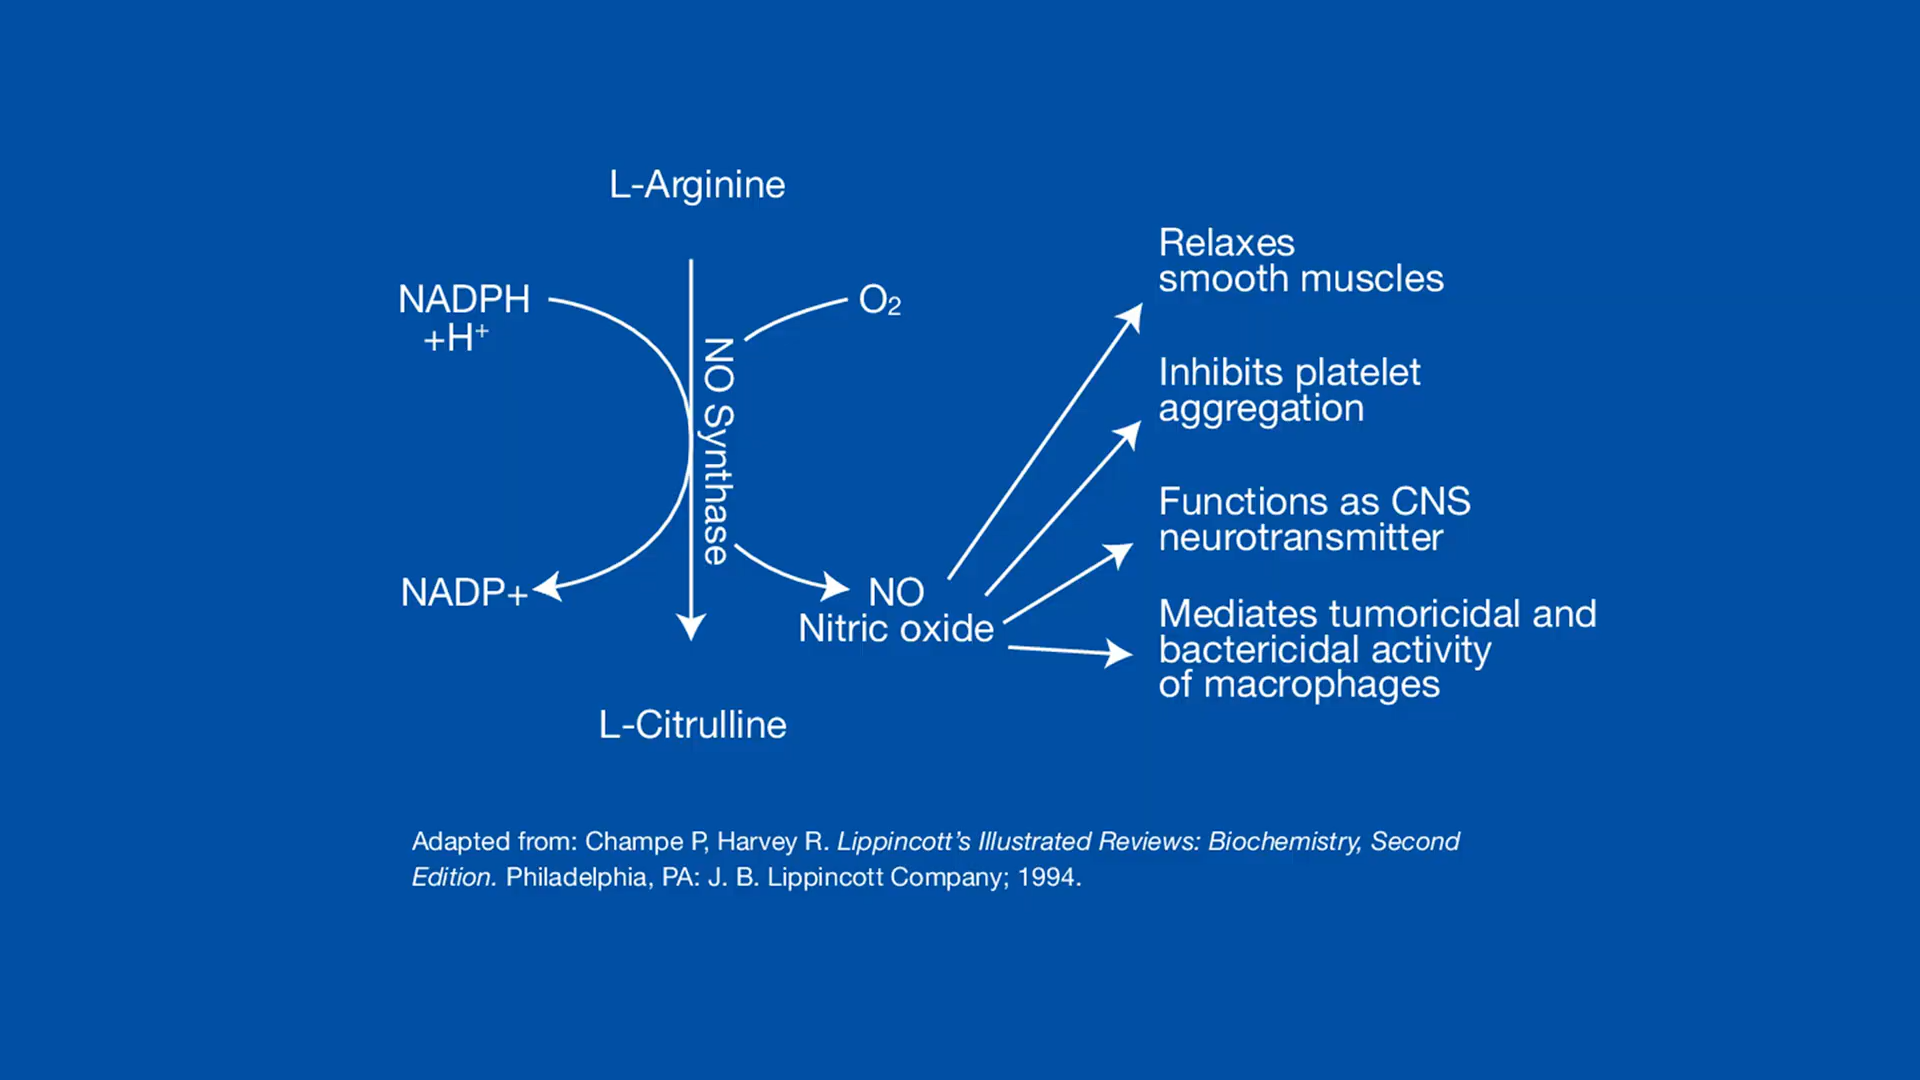 L-Arginine
NADPH
+H⁺
O₂
NO Synthase
NADP+
NO
Nitric oxide
L-Citrulline
Relaxes
smooth muscles
Inhibits platelet
aggregation
Functions as CNS
neurotransmitter
Mediates tumoricidal and
bactericidal activity
of macrophages
Adapted from: Champe P, Harvey R. Lippincott’s Illustrated Reviews: Biochemistry, Second
Edition. Philadelphia, PA: J. B. Lippincott Company; 1994.